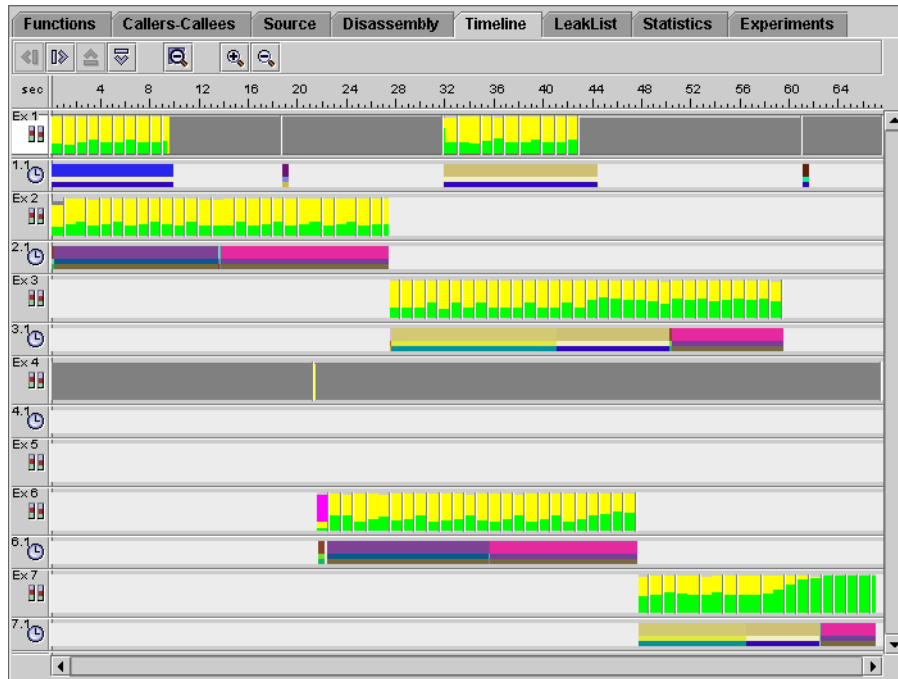 Functions Callers-Callees Source Disassembly Timeline LeakList Statistics Experiments
sec 4 8 12 16 20 24 28 32 36 40 44 48 52 56 60 64
Ex 1
1.1
Ex 2
2.1
Ex 3
3.1
Ex 4
4.1
Ex 5
Ex 6
6.1
Ex 7
7.1